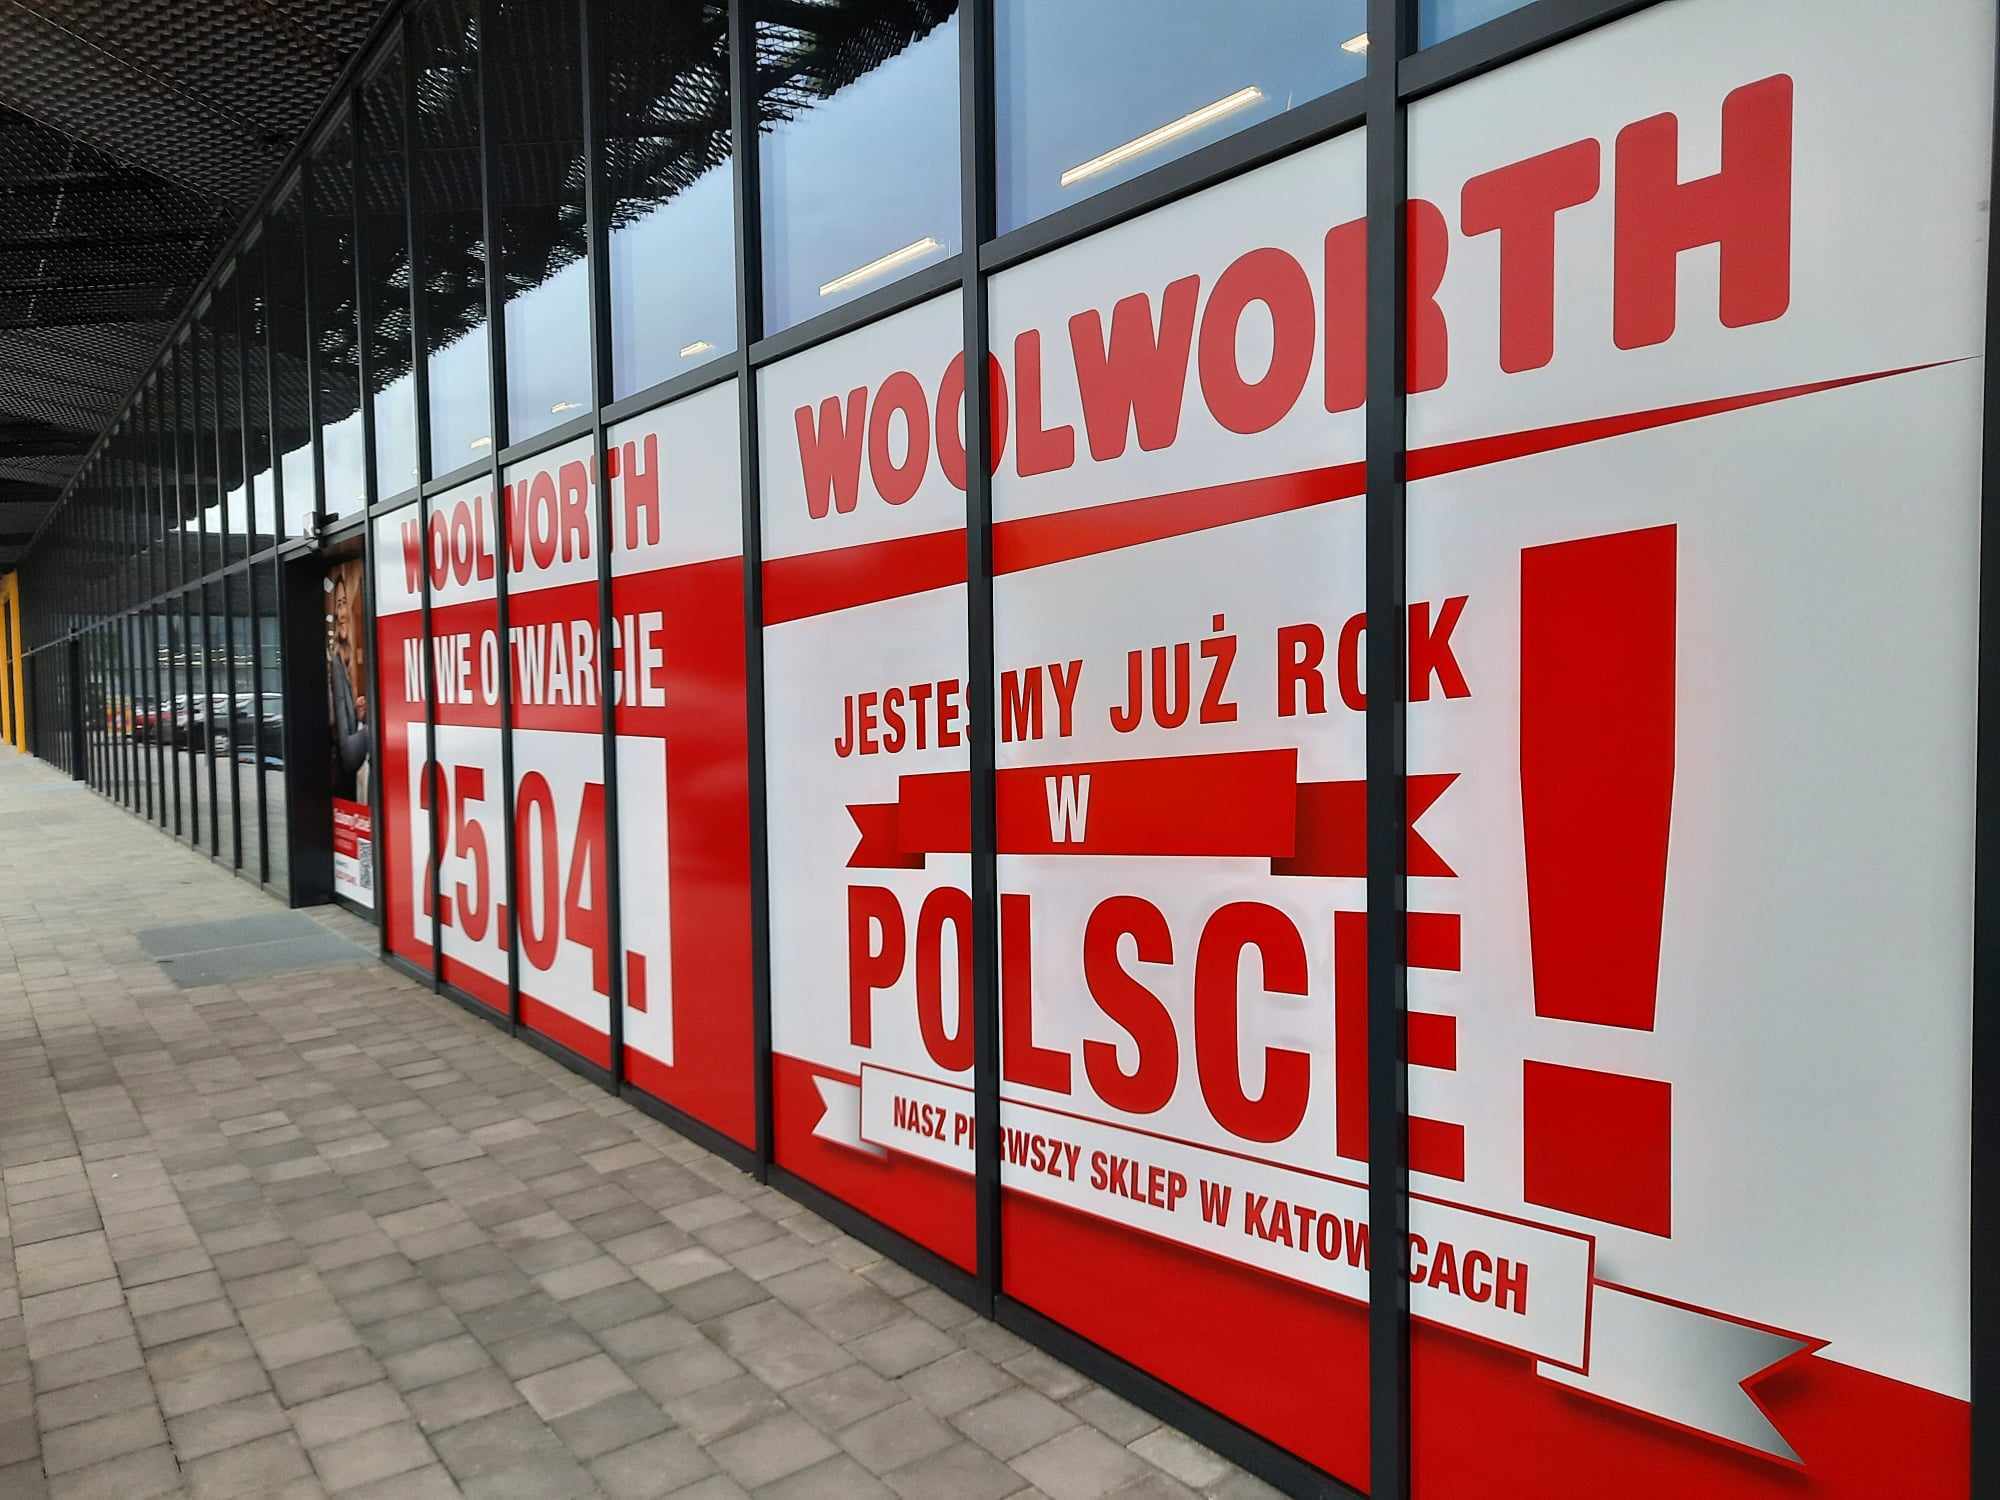 WOOLWORTH
NOWE OTWARCIE
25.04.
WOOLWORTH
JESTEŚMY JUŻ ROK
W
POLSCE!
NASZ PIERWSZY SKLEP W KATOWICACH